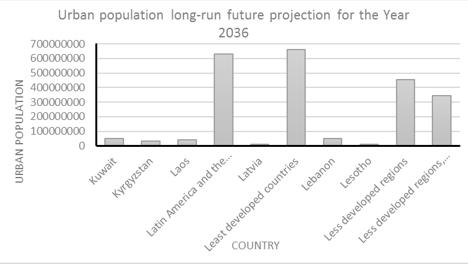 Urban population long-run future projection for the Year
2036
700000000
600000000
500000000
400000000
300000000
200000000
100000000
0
URBAN POPULATION
Kuwait
Kyrgyzstan
Laos
Latin America and the...
Latvia
Least developed countries
Lebanon
Lesotho
Less developed regions
Less developed regions,...
COUNTRY